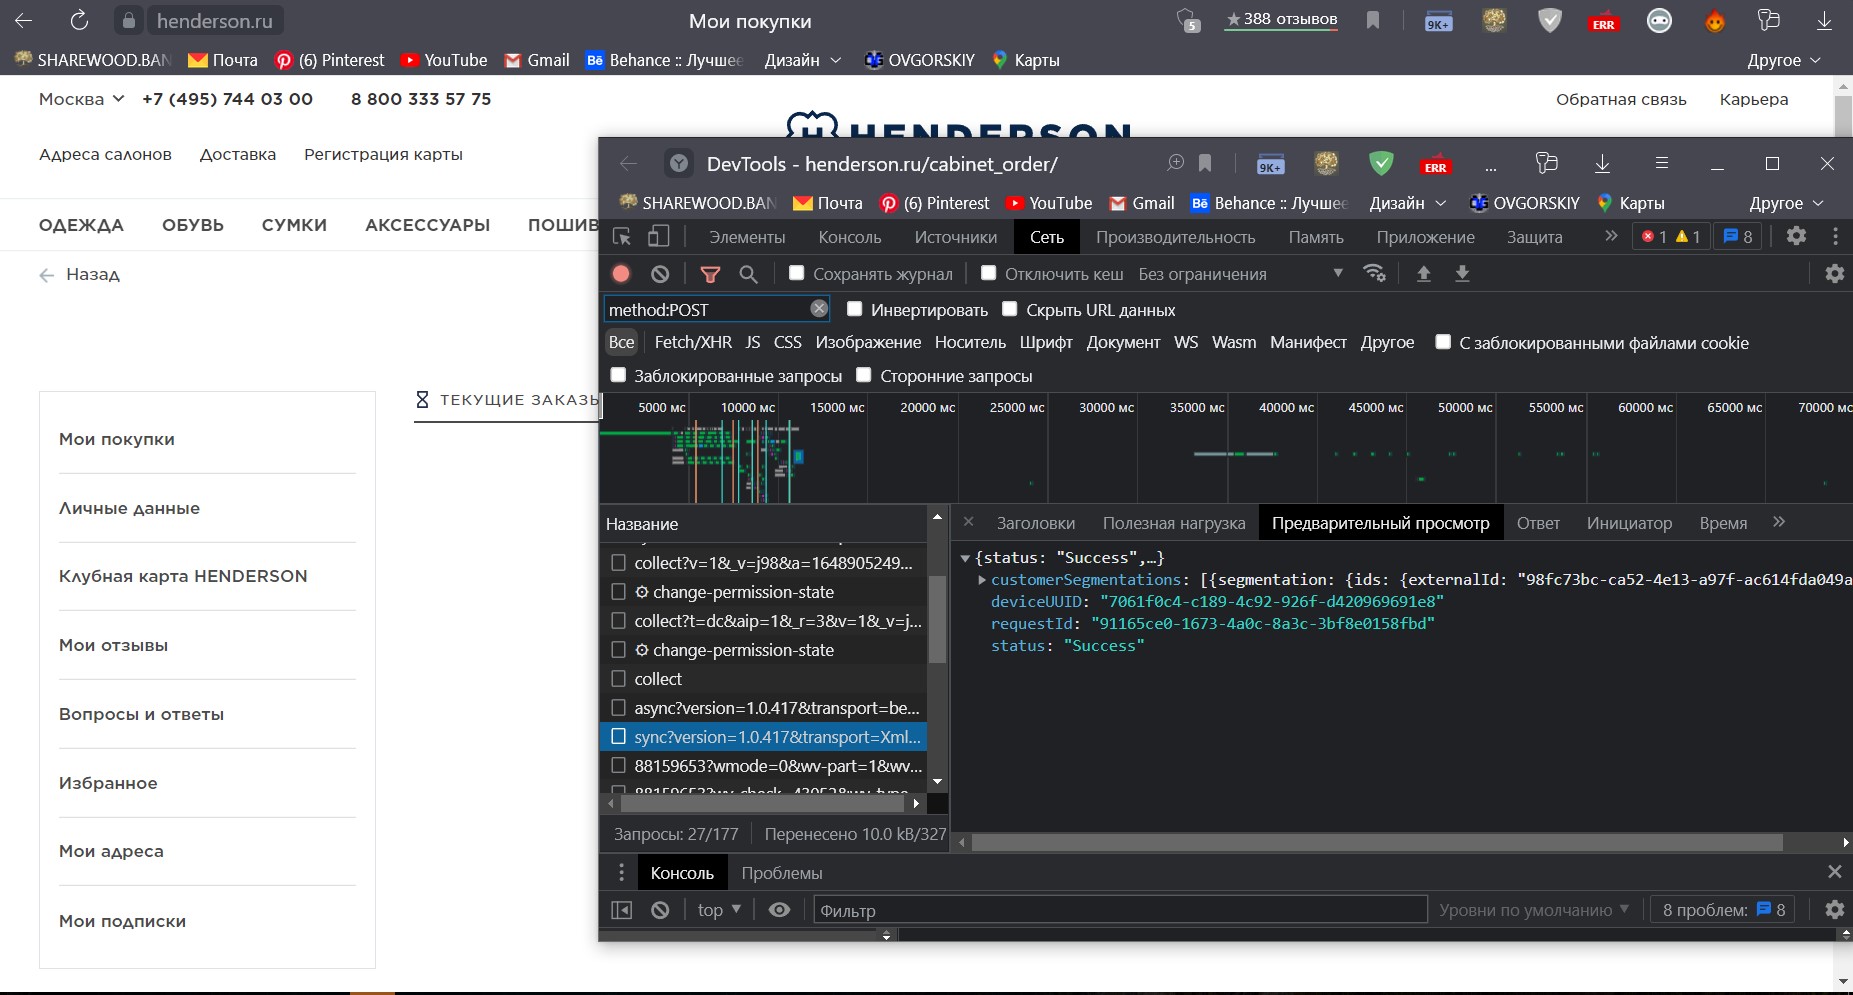 henderson.ru
Мои покупки
5
★ 388 отзывов
9K+
ERR
SHAREWOOD.BAN
Почта
(6) Pinterest
YouTube
Gmail
Bē Behance :: Лучшее
Дизайн
OVGORSKIY
Карты
Другое
Москва
+7 (495) 744 03 00
8 800 333 57 75
Обратная связь
Карьера
Адреса салонов
Доставка
Регистрация карты
HENDERSON
ОДЕЖДА
ОБУВЬ
СУМКИ
АКСЕССУАРЫ
ПОШИВ
Назад
ТЕКУЩИЕ ЗАКАЗЫ
Мои покупки
Личные данные
Клубная карта HENDERSON
Мои отзывы
Вопросы и ответы
Избранное
Мои адреса
Мои подписки
DevTools - henderson.ru/cabinet_order/
9K+
ERR
...
SHAREWOOD.BAN
Почта
(6) Pinterest
YouTube
Gmail
Bē Behance :: Лучшее
Дизайн
OVGORSKIY
Карты
Другое
Элементы
Консоль
Источники
Сеть
Производительность
Память
Приложение
Защита
1
1
8
Сохранять журнал
Отключить кеш
Без ограничения
method:POST
Инвертировать
Скрыть URL данных
Все
Fetch/XHR
JS
CSS
Изображение
Носитель
Шрифт
Документ
WS
Wasm
Манифест
Другое
С заблокированными файлами cookie
Заблокированные запросы
Сторонние запросы
5000 мс
10000 мс
15000 мс
20000 мс
25000 мс
30000 мс
35000 мс
40000 мс
45000 мс
50000 мс
55000 мс
60000 мс
65000 мс
70000 мс
Название
collect?v=1&_v=j98&a=1648905249...
change-permission-state
collect?t=dc&aip=1&_r=3&v=1&_v=j...
change-permission-state
collect
async?version=1.0.417&transport=be...
sync?version=1.0.417&transport=Xml...
88159653?wmode=0&wv-part=1&wv...
Запросы: 27/177
Перенесено 10.0 kB/327
Заголовки
Полезная нагрузка
Предварительный просмотр
Ответ
Инициатор
Время
{status: "Success",…}
customerSegmentations: [{segmentation: {ids: {externalId: "98fc73bc-ca52-4e13-a97f-ac614fda049a
deviceUUID: "7061f0c4-c189-4c92-926f-d420969691e8"
requestId: "91165ce0-1673-4a0c-8a3c-3bf8e0158fbd"
status: "Success"
Консоль
Проблемы
top
Фильтр
Уровни по умолчанию
8 проблем:
8